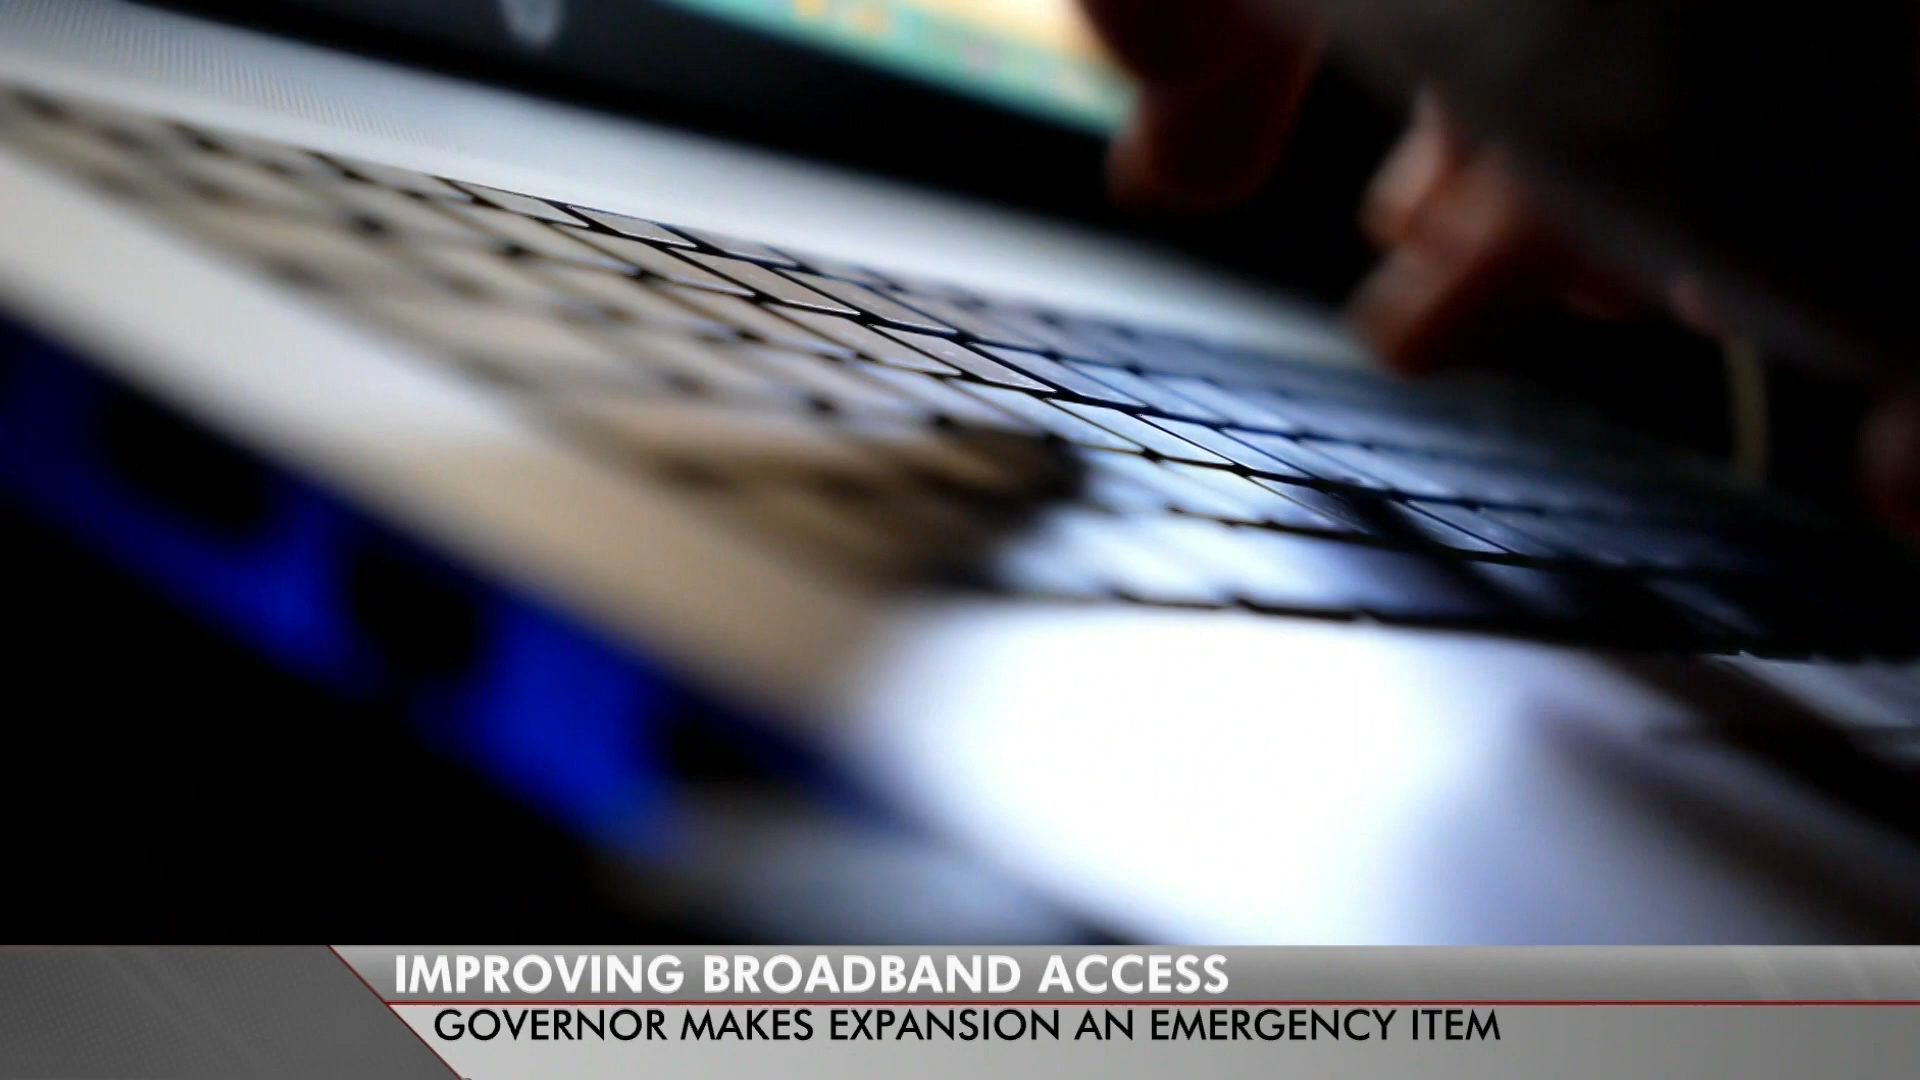 IMPROVING BROADBAND ACCESS
GOVERNOR MAKES EXPANSION AN EMERGENCY ITEM